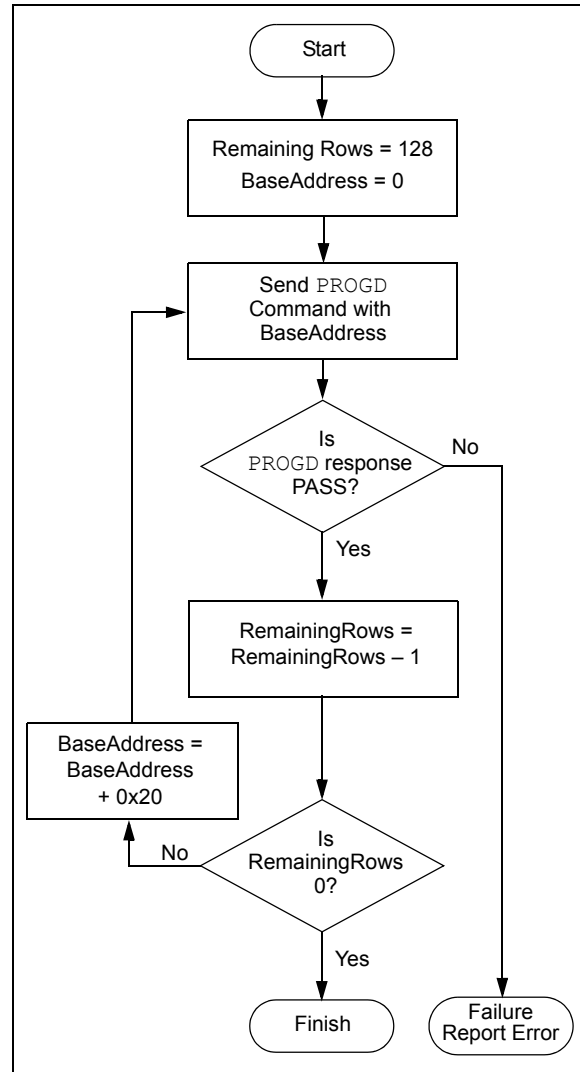 Start
Remaining Rows = 128
BaseAddress = 0
Send PROGD
Command with
BaseAddress
Is
PROGD response
PASS?
No
Yes
RemainingRows =
RemainingRows – 1
BaseAddress =
BaseAddress
+ 0x20
No
Is
RemainingRows
0?
Yes
Finish
Failure
Report Error